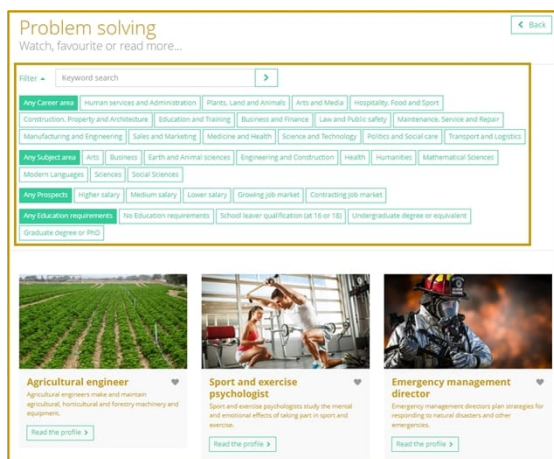 Problem solving
Back
Watch, favourite or read more...
Filter
Keyword search
Any Career area Human services and Administration Plants, Land and Animals Arts and Media Hospitality, Food and Sport
Construction, Property and Architecture Education and Training Business and Finance Law and Public safety Maintenance, Service and Repair
Manufacturing and Engineering Sales and Marketing Medicine and Health Science and Technology Politics and Social care Transport and Logistics
Any Subject area Arts Business Earth and Animal sciences Engineering and Construction Health Humanities Mathematical Sciences
Modern Languages Sciences Social Sciences
Any Prospects Higher salary Medium salary Lower salary Growing job market Contracting job market
Any Education requirements No Education requirements School leaver qualification (at 16 or 18) Undergraduate degree or equivalent
Graduate degree or PhD
Agricultural engineer
Agricultural engineers make and maintain
agricultural, horticultural and forestry machinery and
equipment.
Read the profile
Sport and exercise
psychologist
Sport and exercise psychologists study the mental
and emotional effects of taking part in sport and
exercise.
Read the profile
Emergency management
director
Emergency management directors plan strategies for
responding to natural disasters and other
emergencies.
Read the profile